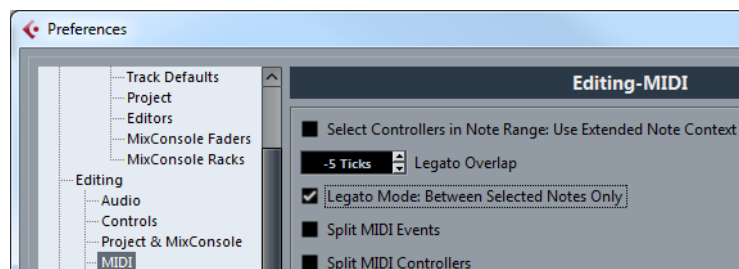 Preferences
Track Defaults
Project
Editors
MixConsole Faders
MixConsole Racks
Editing
Audio
Controls
Project & MixConsole
MIDI
Editing-MIDI
Select Controllers in Note Range: Use Extended Note Context
-5 Ticks Legato Overlap
Legato Mode: Between Selected Notes Only
Split MIDI Events
Split MIDI Controllers